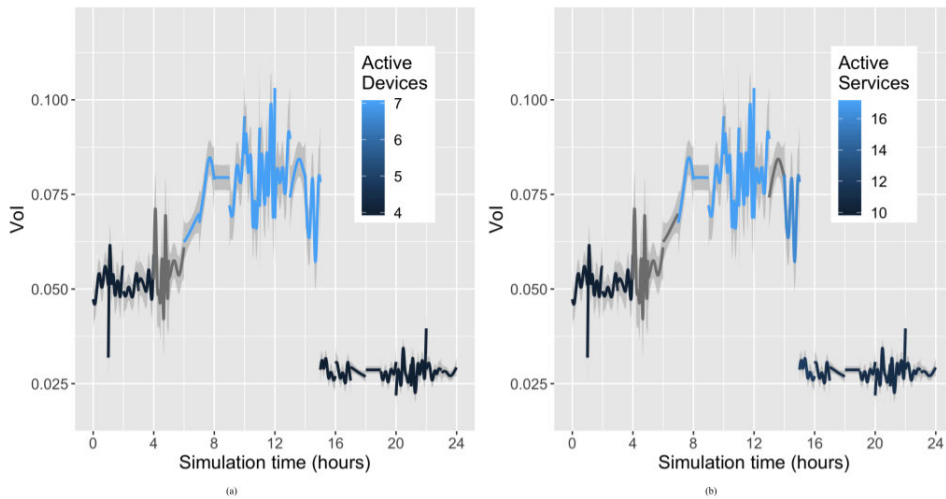 Active
Devices
7
6
5
4
0.100
0.075
0.050
0.025
VoI
0 4 8 12 16 20 24
Simulation time (hours)
(a)
Active
Services
16
14
12
10
0.100
0.075
0.050
0.025
VoI
0 4 8 12 16 20 24
Simulation time (hours)
(b)